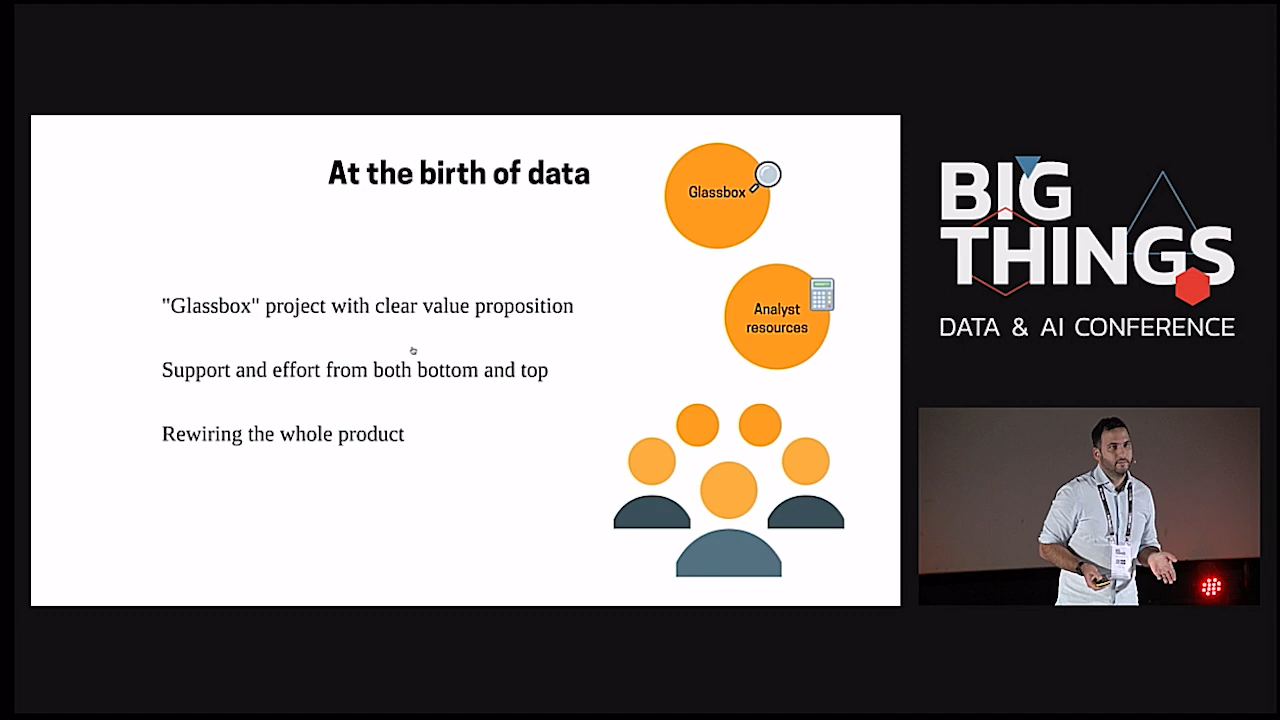 At the birth of data
Glassbox
Analyst
resources
"Glassbox" project with clear value proposition
Support and effort from both bottom and top
Rewiring the whole product
BIG
THINGS
DATA & AI CONFERENCE